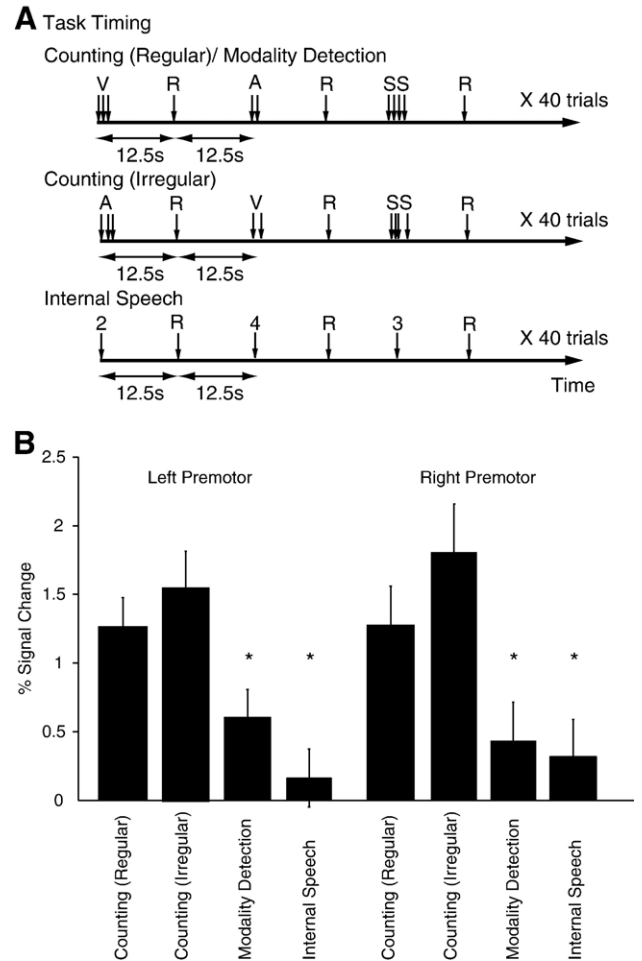 A Task Timing
Counting (Regular)/ Modality Detection
V R A R SSS R X 40 trials
12.5s 12.5s
Counting (Irregular)
A R V R SSS R X 40 trials
12.5s 12.5s
Internal Speech
2 R 4 R 3 R X 40 trials
12.5s 12.5s Time
B
% Signal Change
2.5
2
1.5
1
0.5
0
Left Premotor Right Premotor
* * * *
Counting (Regular)
Counting (Irregular)
Modality Detection
Internal Speech
Counting (Regular)
Counting (Irregular)
Modality Detection
Internal Speech